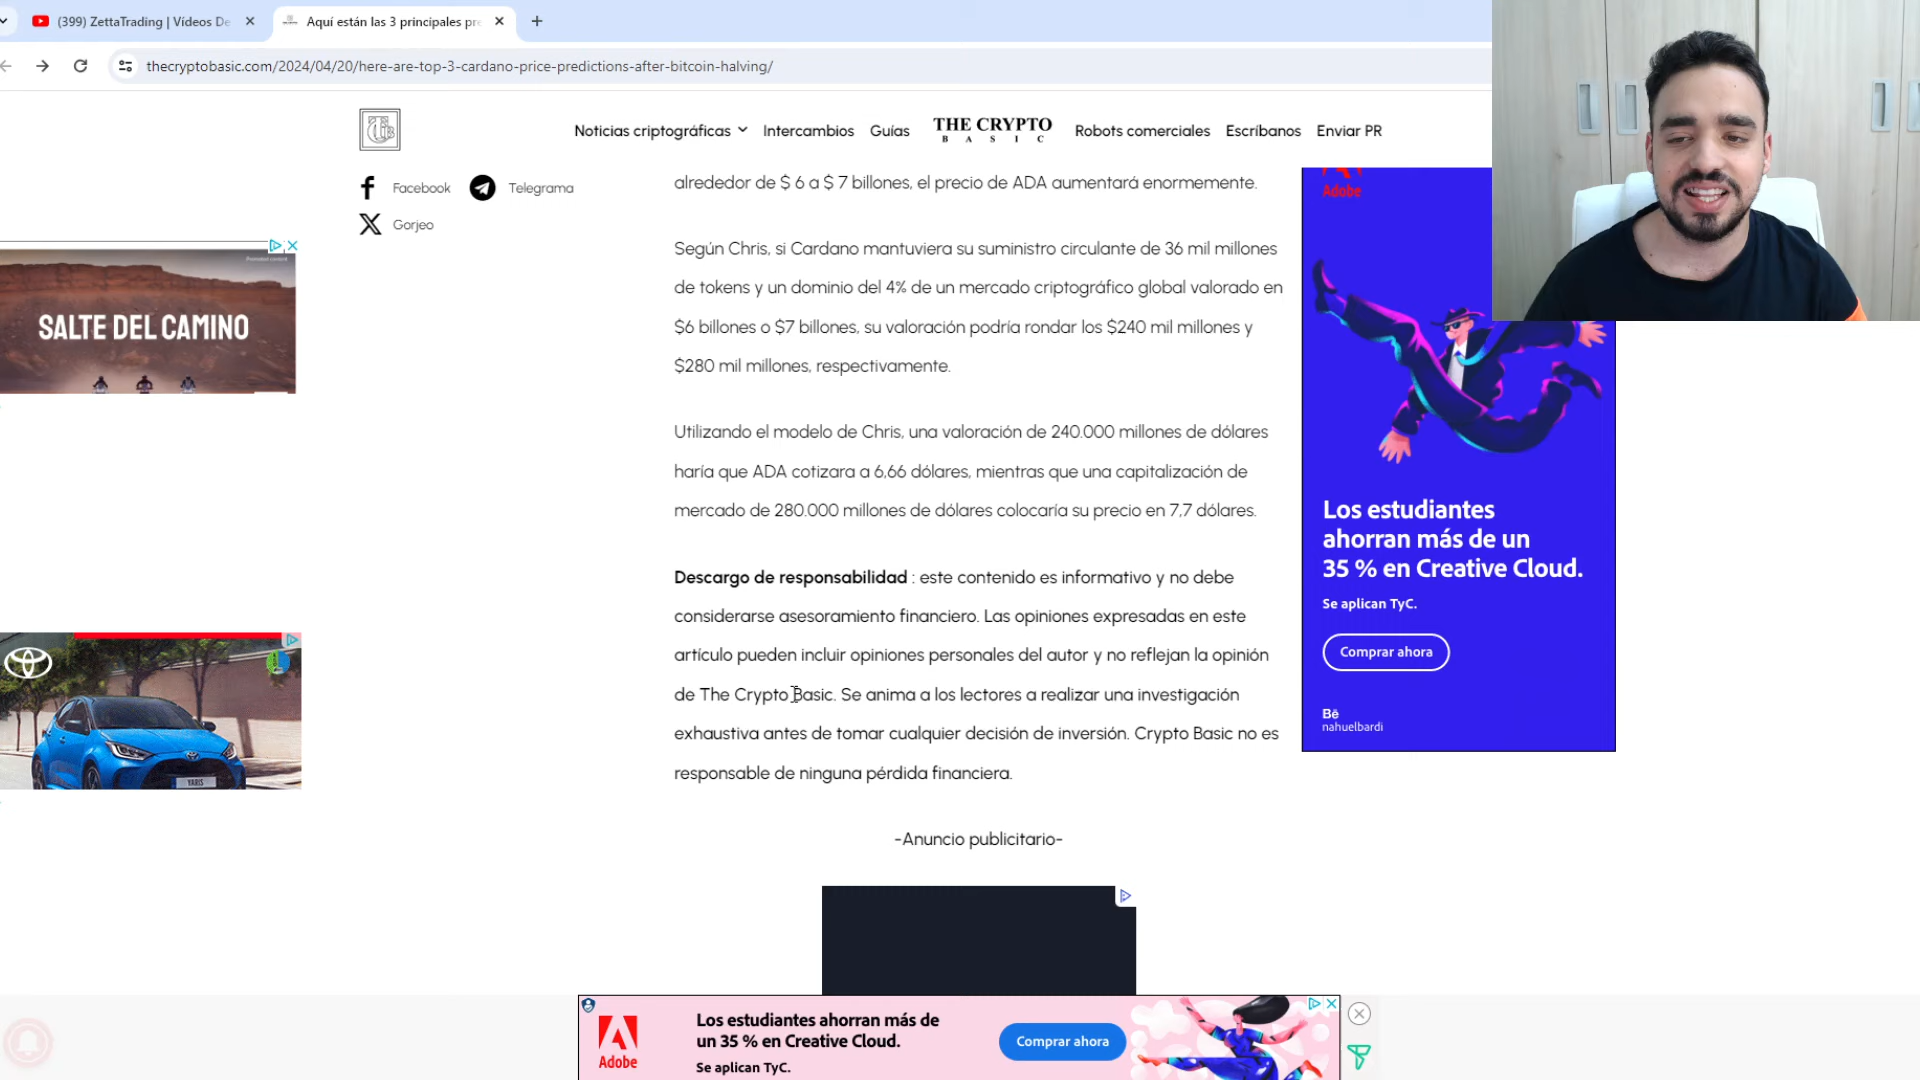 (399) ZettaTrading | Vídeos De
Aquí están las 3 principales pre
thecryptobasic.com/2024/04/20/here-are-top-3-cardano-price-predictions-after-bitcoin-halving/
Noticias criptográficas
Intercambios
Guías
THE CRYPTO
BASIC
Robots comerciales
Escríbanos
Enviar PR
Facebook
Telegrama
Gorjeo
alrededor de $ 6 a $ 7 billones, el precio de ADA aumentará enormemente.
Según Chris, si Cardano mantuviera su suministro circulante de 36 mil millones
de tokens y un dominio del 4% de un mercado criptográfico global valorado en
$6 billones o $7 billones, su valoración podría rondar los $240 mil millones y
$280 mil millones, respectivamente.
Utilizando el modelo de Chris, una valoración de 240.000 millones de dólares
haría que ADA cotizara a 6,66 dólares, mientras que una capitalización de
mercado de 280.000 millones de dólares colocaría su precio en 7,7 dólares.
Descargo de responsabilidad : este contenido es informativo y no debe
considerarse asesoramiento financiero. Las opiniones expresadas en este
artículo pueden incluir opiniones personales del autor y no reflejan la opinión
de The Crypto Basic. Se anima a los lectores a realizar una investigación
exhaustiva antes de tomar cualquier decisión de inversión. Crypto Basic no es
responsable de ninguna pérdida financiera.
-Anuncio publicitario-
Promoted content
SALTE DEL CAMINO
YARIS
Adobe
Los estudiantes
ahorran más de un
35 % en Creative Cloud.
Se aplican TyC.
Comprar ahora
Bē
nahuelbardi
Adobe
Los estudiantes ahorran más de
un 35 % en Creative Cloud.
Se aplican TyC.
Comprar ahora